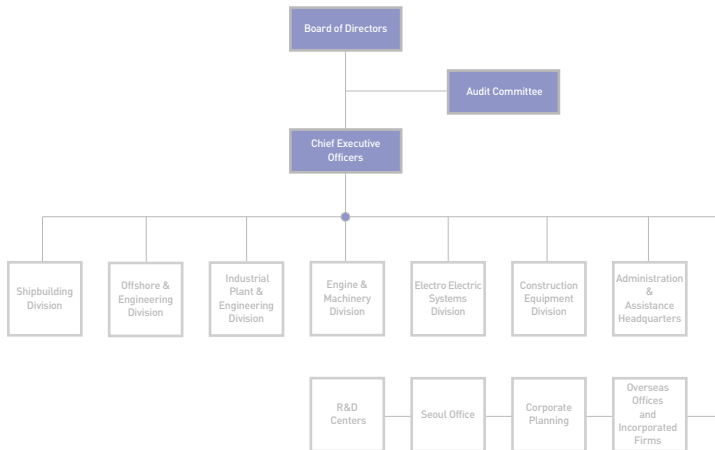 Board of Directors
Audit Committee
Chief Executive
Officers
Shipbuilding
Division
Offshore &
Engineering
Division
Industrial
Plant &
Engineering
Division
Engine &
Machinery
Division
Electro Electric
Systems
Division
Construction
Equipment
Division
Administration
&
Assistance
Headquarters
R&D
Centers
Seoul Office
Corporate
Planning
Overseas
Offices
and
Incorporated
Firms